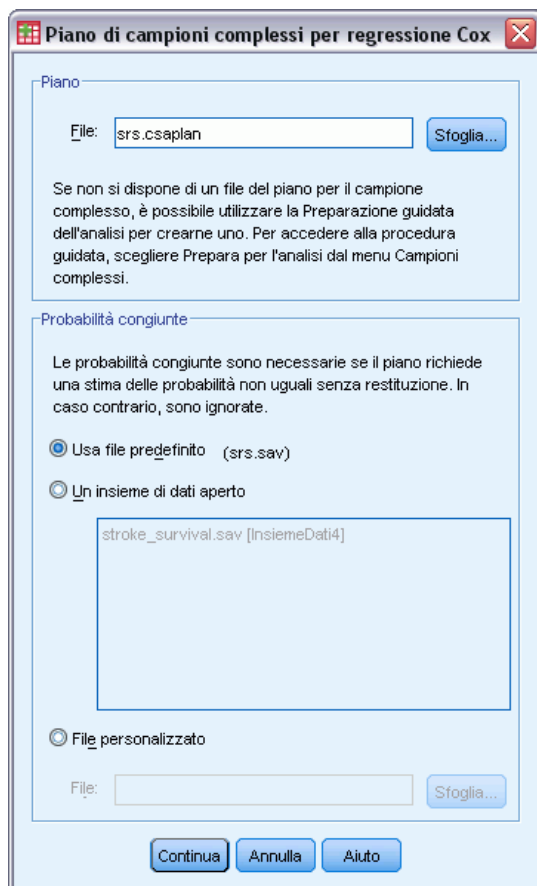 Piano di campioni complessi per regressione Cox
Piano
File:
srs.csaplan
Sfoglia...
Se non si dispone di un file del piano per il campione
complesso, è possibile utilizzare la Preparazione guidata
dell'analisi per crearne uno. Per accedere alla procedura
guidata, scegliere Prepara per l'analisi dal menu Campioni
complessi.
Probabilità congiunte
Le probabilità congiunte sono necessarie se il piano richiede
una stima delle probabilità non uguali senza restituzione. In
caso contrario, sono ignorate.
Usa file predefinito (srs.sav)
Un insieme di dati aperto
stroke_survival.sav [InsiemeDati4]
File personalizzato
File:
Sfoglia...
Continua
Annulla
Aiuto